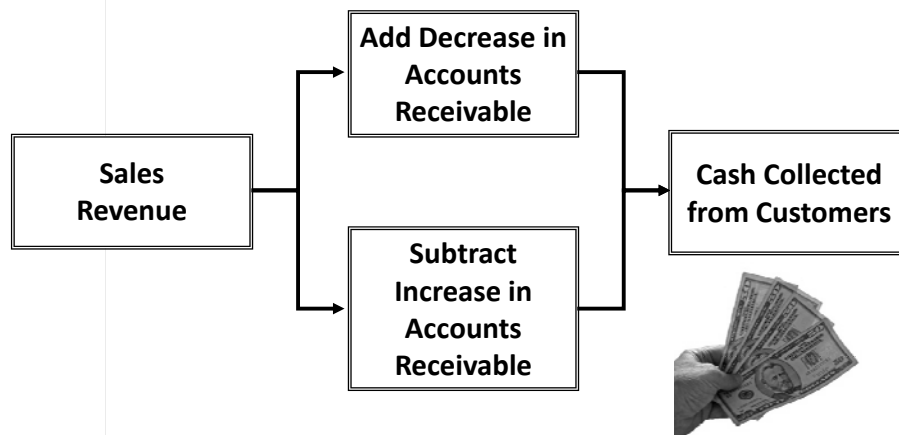 Add Decrease in
Accounts
Receivable
Sales
Revenue
Cash Collected
from Customers
Subtract
Increase in
Accounts
Receivable